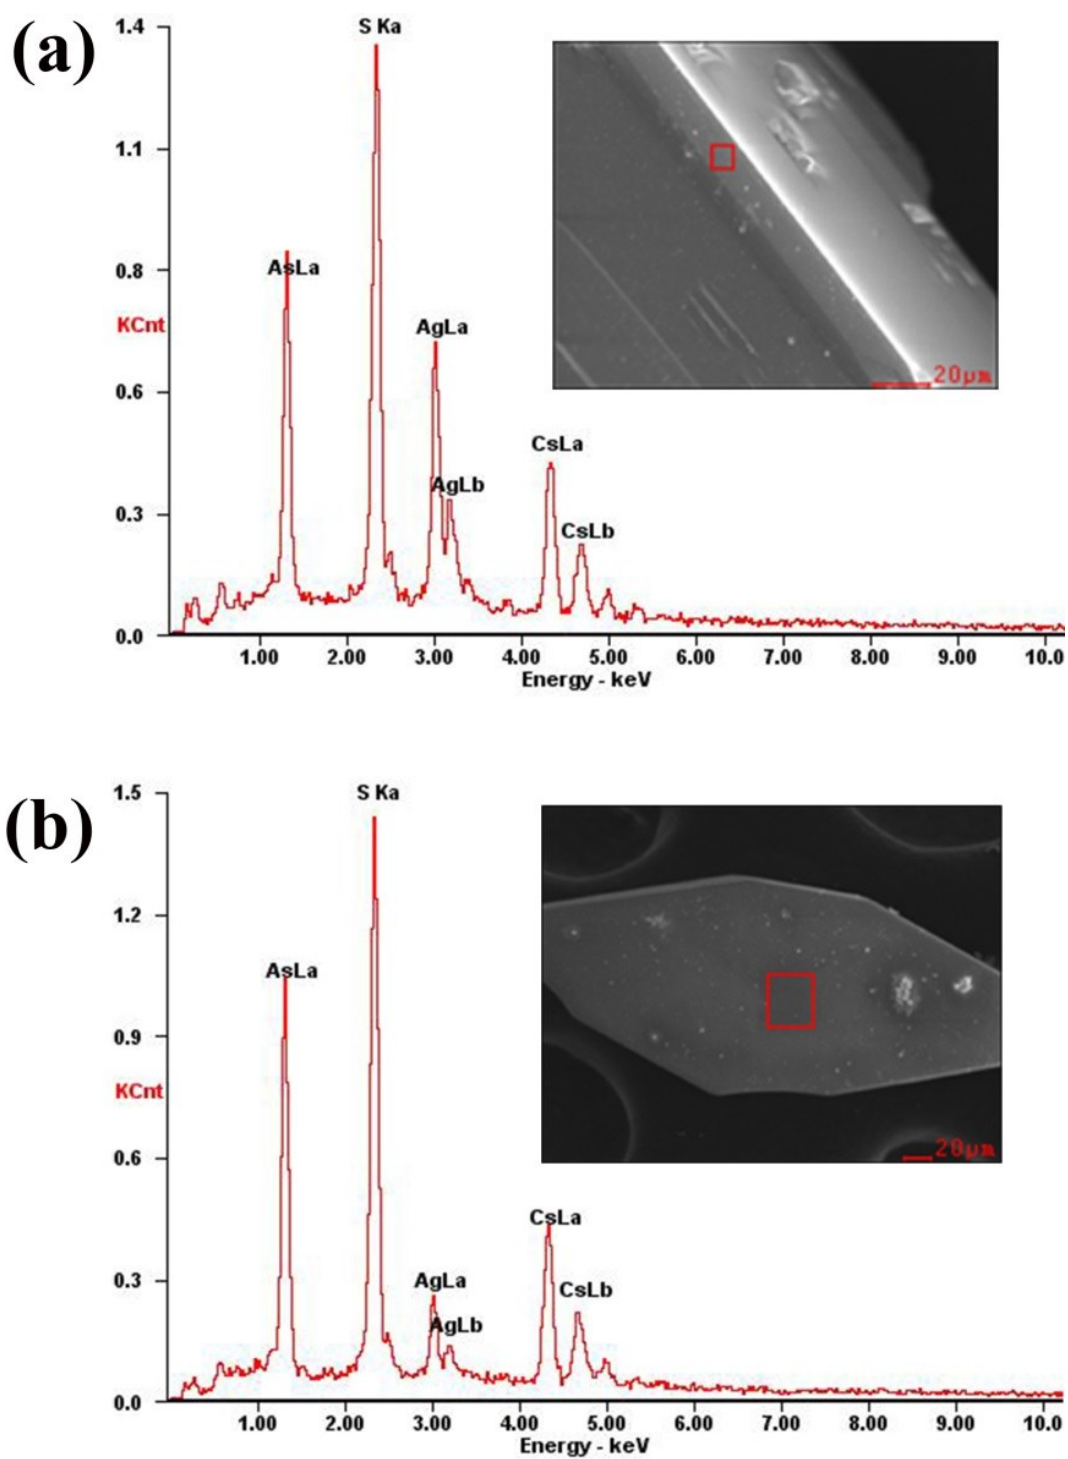 (a)
1.4
S Ka
1.1
AsLa
0.8
KCnt
AgLa
0.6
CsLa
AgLb
CsLb
0.3
0.0
1.00 2.00 3.00 4.00 5.00 6.00 7.00 8.00 9.00 10.0
Energy - keV
20µm
(b)
1.5
S Ka
1.2
AsLa
0.9
KCnt
0.6
CsLa
AgLa
CsLb
0.3
AgLb
0.0
1.00 2.00 3.00 4.00 5.00 6.00 7.00 8.00 9.00 10.0
Energy - keV
20µm